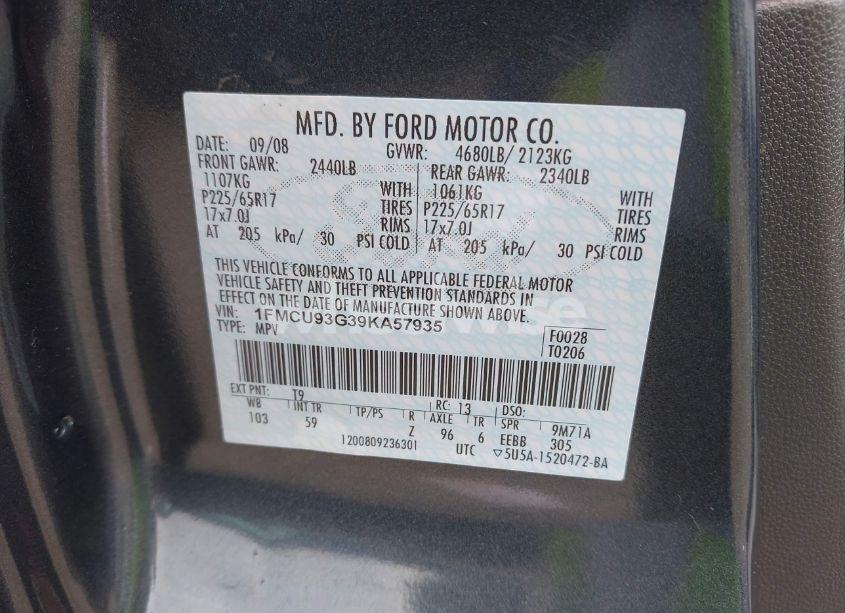 MFD. BY FORD MOTOR CO.
DATE: 09/08 GVWR: 4680LB/ 2123KG
FRONT GAWR: 2440LB REAR GAWR: 2340LB
1107KG WITH 1061KG WITH
P225/65R17 TIRES P225/65R17 TIRES
17x7.0J RIMS 17x7.0J RIMS
AT 205 kPa/ 30 PSI COLD AT 205 kPa/ 30 PSI COLD
THIS VEHICLE CONFORMS TO ALL APPLICABLE FEDERAL MOTOR
VEHICLE SAFETY AND THEFT PREVENTION STANDARDS IN
EFFECT ON THE DATE OF MANUFACTURE SHOWN ABOVE.
VIN: 1FMCU93G39KA57935
TYPE: MPV
F0028
T0206
EXT PNT: T9 RC: 13 DSO:
WB INT TR TP/PS R AXLE TR SPR 9M71A
103 59 Z 96 6 EEBB 305
1200809236301 UTC ▽5U5A-1520472-BA